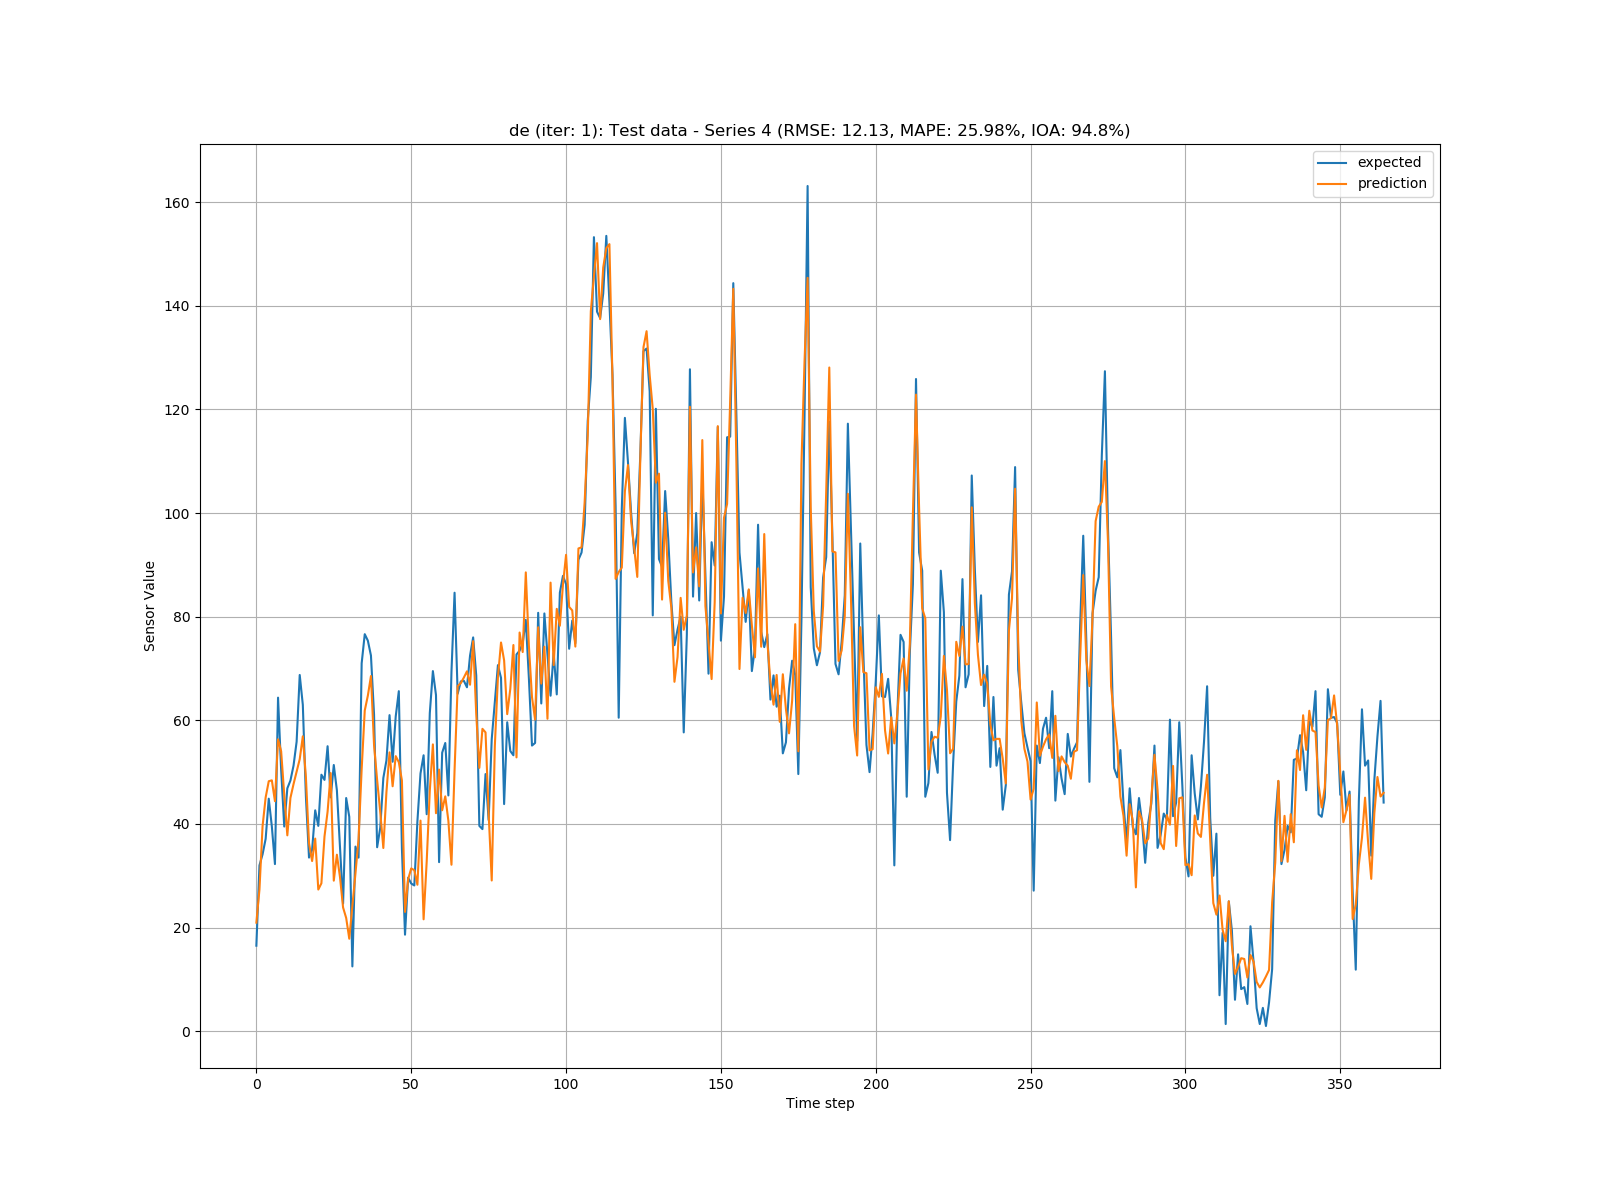 de (iter: 1): Test data - Series 4 (RMSE: 12.13, MAPE: 25.98%, IOA: 94.8%)
expected
prediction
160
140
120
100
80
60
40
20
0
Sensor Value
0 50 100 150 200 250 300 350
Time step